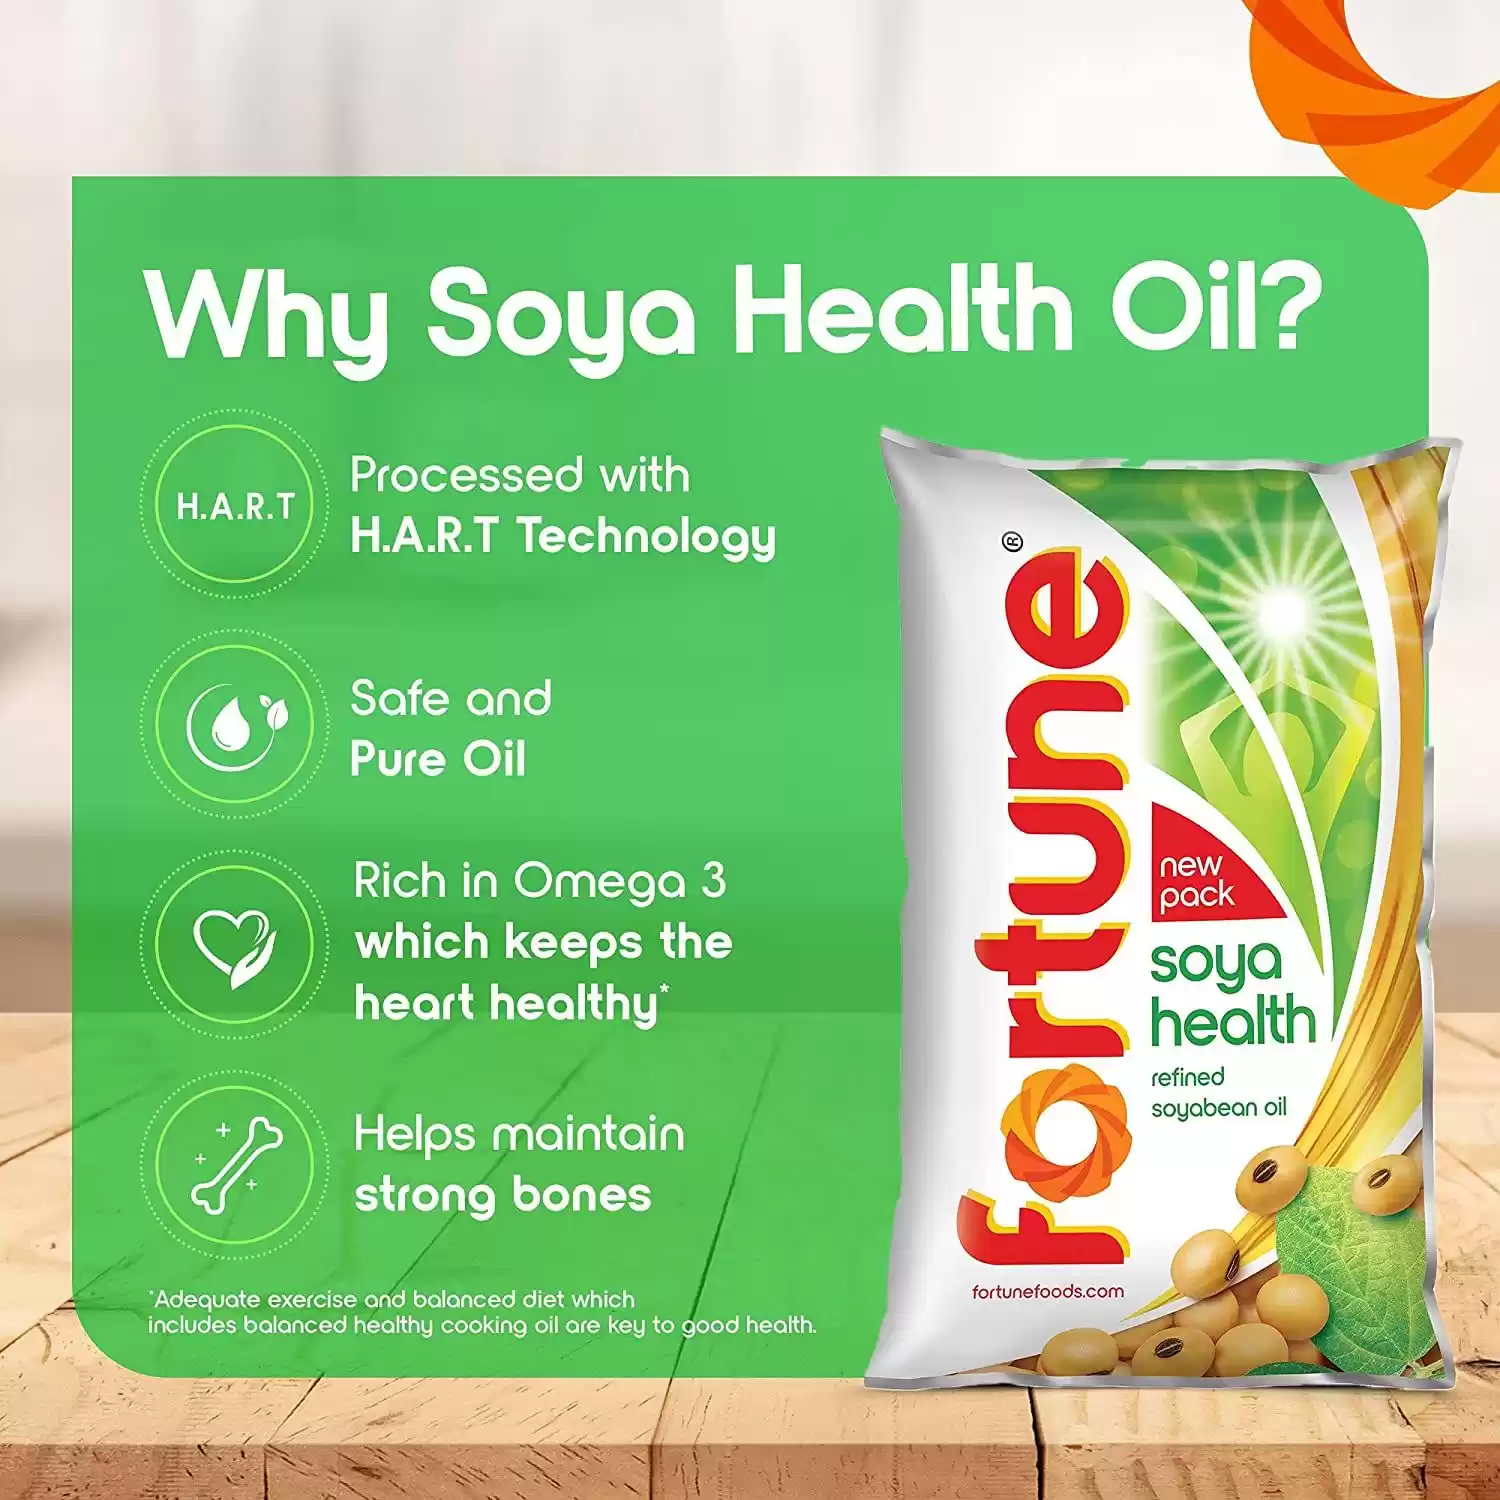 Why Soya Health Oil?
H.A.R.T
Processed with
H.A.R.T Technology
Safe and
Pure Oil
Rich in Omega 3
which keeps the
heart healthy*
Helps maintain
strong bones
*Adequate exercise and balanced diet which
includes balanced healthy cooking oil are key to good health.
fortune®
new
pack
soya
health
refined
soyabean oil
fortunefoods.com